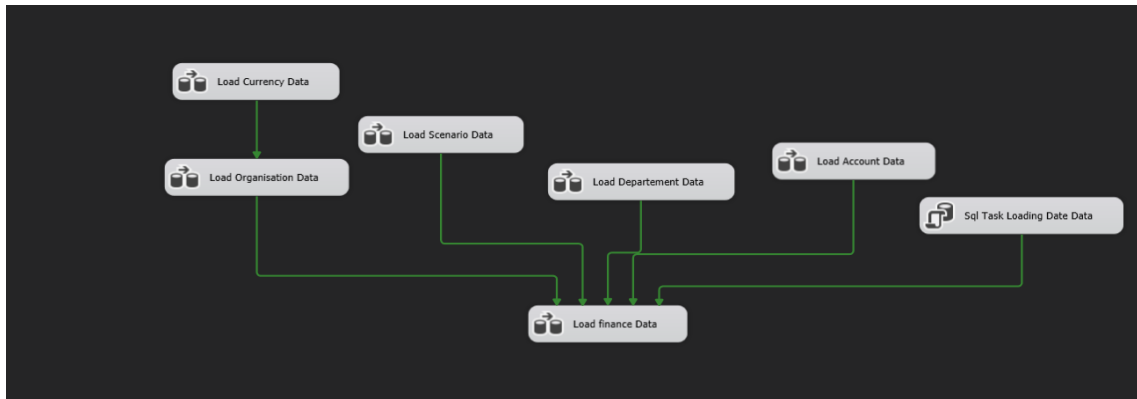 Load Currency Data
Load Scenario Data
Load Organisation Data
Load Departement Data
Load Account Data
Sql Task Loading Date Data
Load finance Data